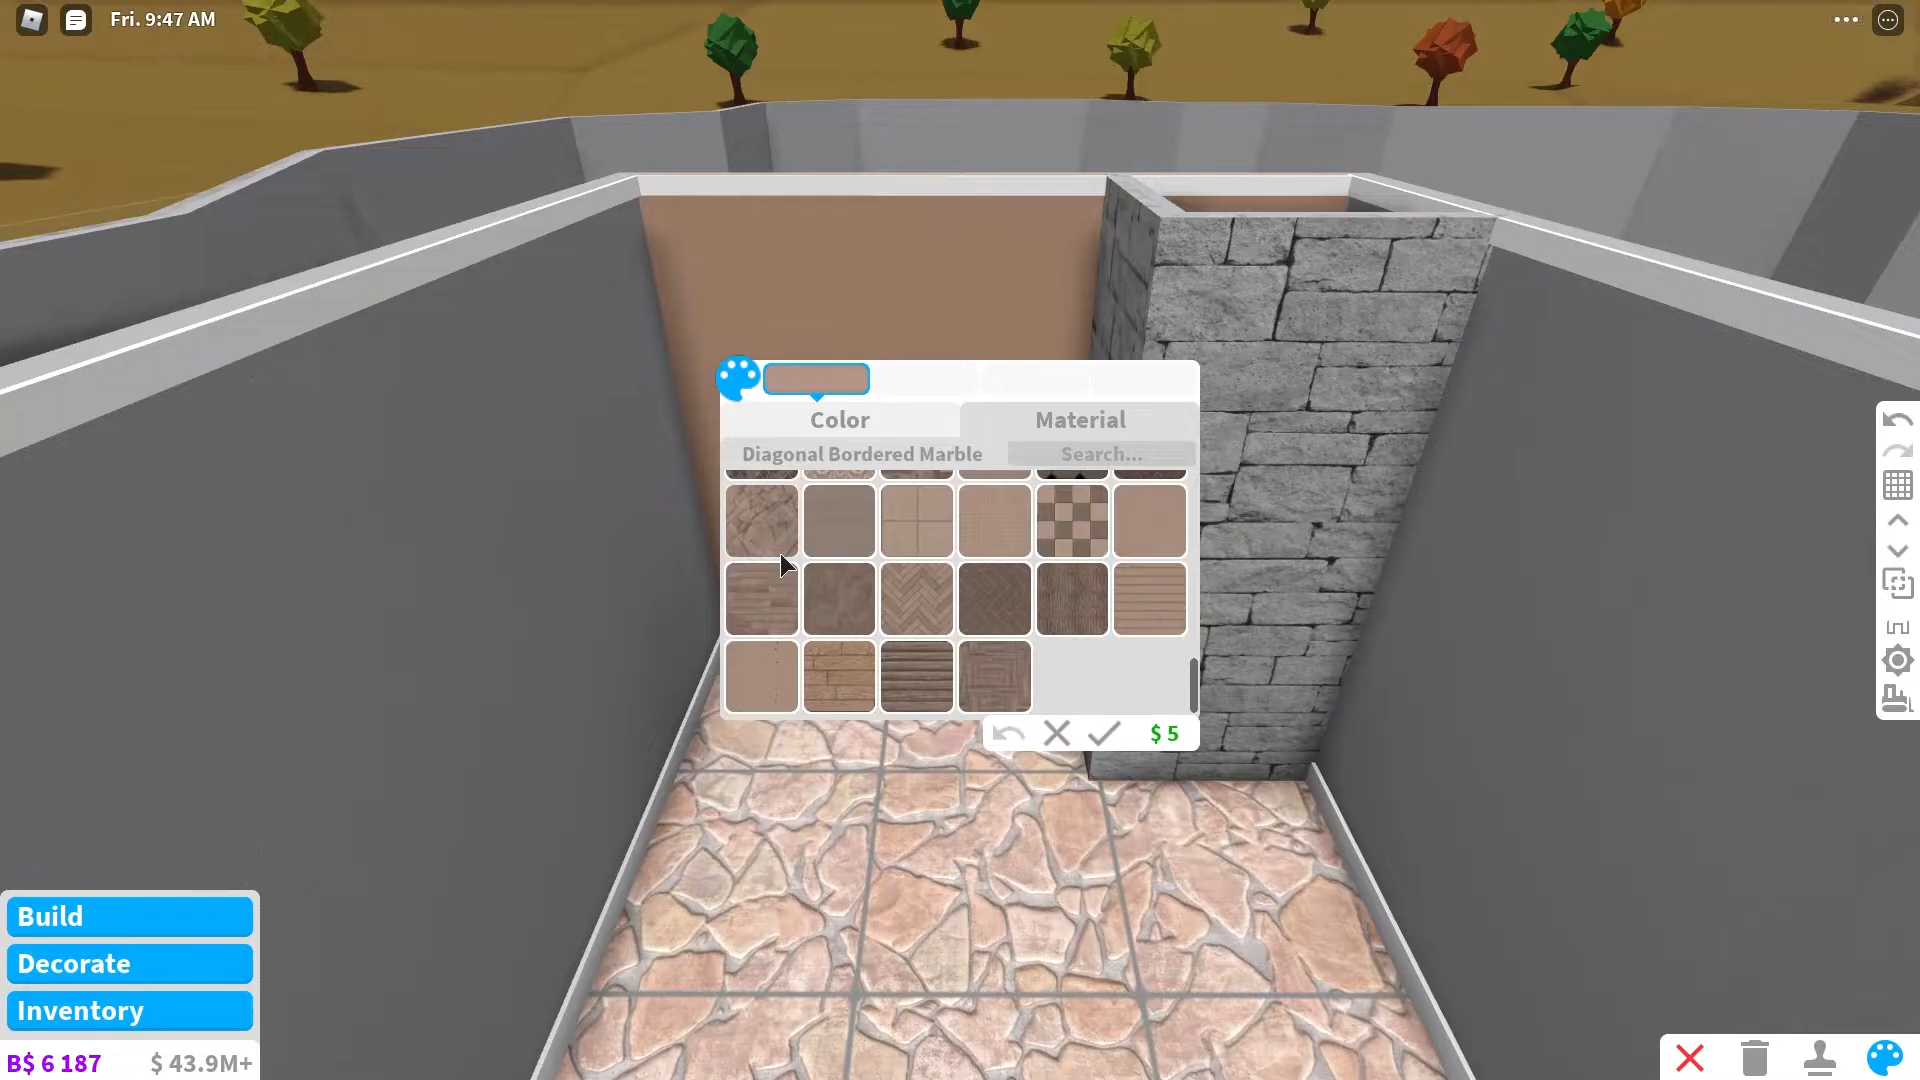 Fri. 9:47 AM
Color
Material
Diagonal Bordered Marble
Search...
$ 5
Build
Decorate
Inventory
B$ 6 187
$ 43.9M+